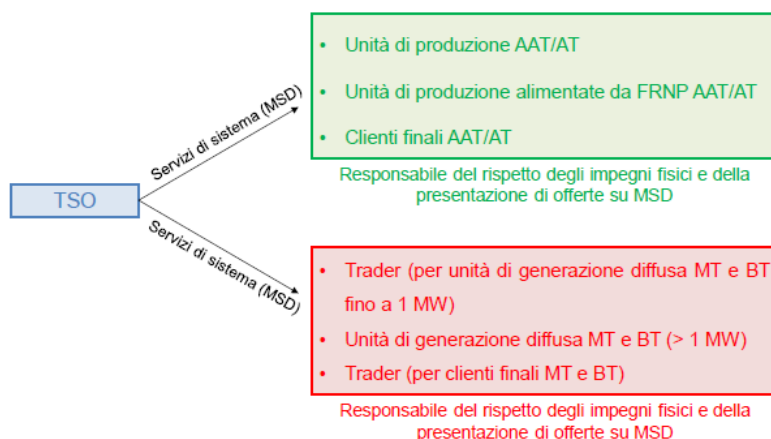 • Unità di produzione AAT/AT
• Unità di produzione alimentate da FRNP AAT/AT
• Clienti finali AAT/AT
Servizi di sistema (MSD)
Responsabile del rispetto degli impegni fisici e della
presentazione di offerte su MSD
TSO
Servizi di sistema (MSD)
• Trader (per unità di generazione diffusa MT e BT
fino a 1 MW)
• Unità di generazione diffusa MT e BT (> 1 MW)
• Trader (per clienti finali MT e BT)
Responsabile del rispetto degli impegni fisici e della
presentazione di offerte su MSD